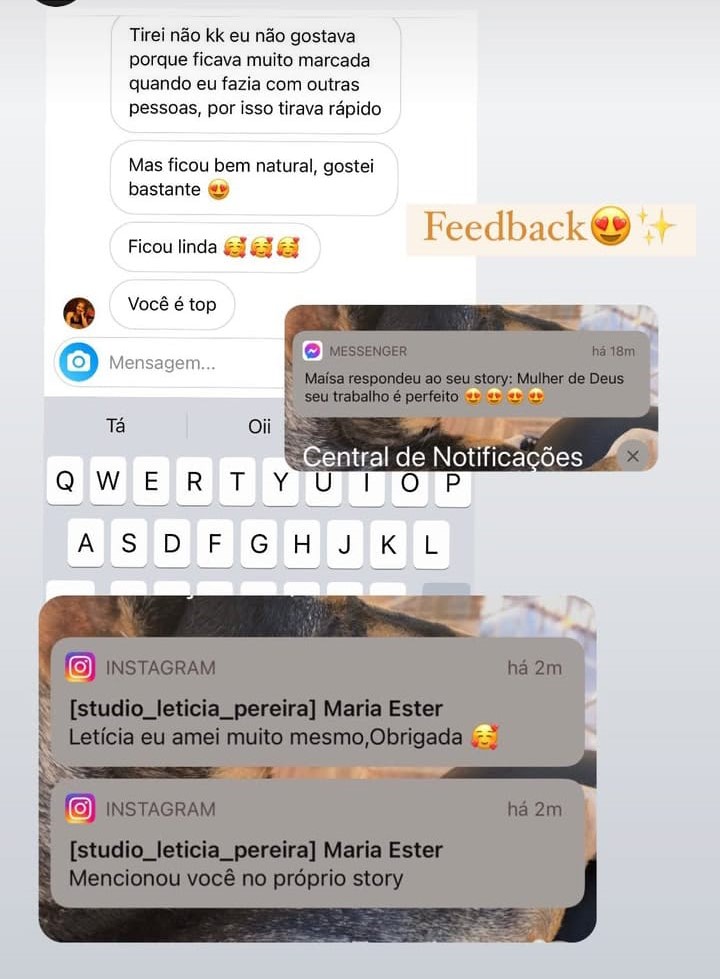 Tirei não kk eu não gostava
porque ficava muito marcada
quando eu fazia com outras
pessoas, por isso tirava rápido
Mas ficou bem natural, gostei
bastante 😍
Ficou linda 🥰🥰🥰
Você é top
Mensagem...
Feedback😍✨
MESSENGER há 18m
Maísa respondeu ao seu story: Mulher de Deus
seu trabalho é perfeito 😍😍😍😍
Central de Notificações
Tá Oii
Q W E R T Y U I O P
A S D F G H J K L
INSTAGRAM há 2m
[studio_leticia_pereira] Maria Ester
Letícia eu amei muito mesmo,Obrigada 🥰
INSTAGRAM há 2m
[studio_leticia_pereira] Maria Ester
Mencionou você no próprio story